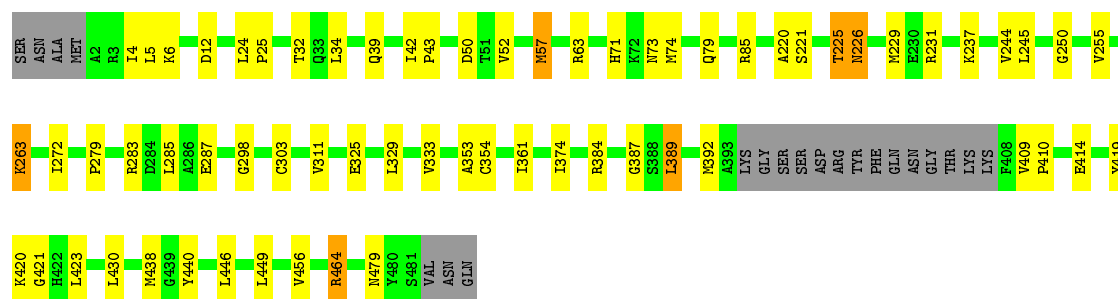 SER ASN ALA MET A2 R3 I4 L5 K6 D12 L24 P25 T32 Q33 L34 Q39 I42 P43 D50 T51 V52 M57 R63 H71 K72 N73 M74 Q79 R85 A220 S221 T225 N226 M229 E230 R231 K237 V244 L245 G250 V255
K263 I272 P279 R283 D284 L285 A286 E287 G298 C303 V311 E325 L329 V333 A353 C354 I361 I374 R384 G387 S388 L389 M392 A393 LYS GLY SER SER ASP ARG TYR PHE GLN ASN GLY THR LYS LYS F408 V409 P410 E414
K420 G421 H422 L423 L430 M438 G439 Y440 L446 L449 V456 R464 N479 Y480 S481 VAL ASN GLN